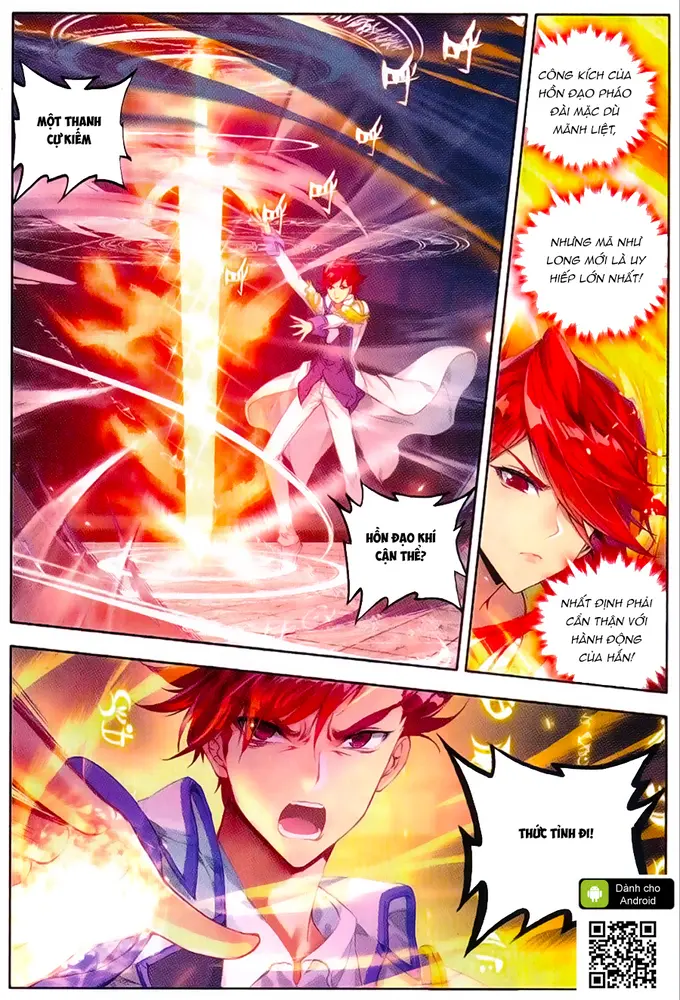 MỘT THANH
CỰ KIẾM
HỒN ĐẠO KHÍ
CẬN THỂ?
CÔNG KÍCH CỦA
HỒN ĐẠO PHÁO
ĐÀI MẶC DÙ
MÃNH LIỆT,
NHƯNG MÃ NHƯ
LONG MỚI LÀ UY
HIẾP LỚN NHẤT!
NHẤT ĐỊNH PHẢI
CẨN THẬN VỚI
HÀNH ĐỘNG
CỦA HẮN!
THỨC TỈNH ĐI!
Dành cho
Android